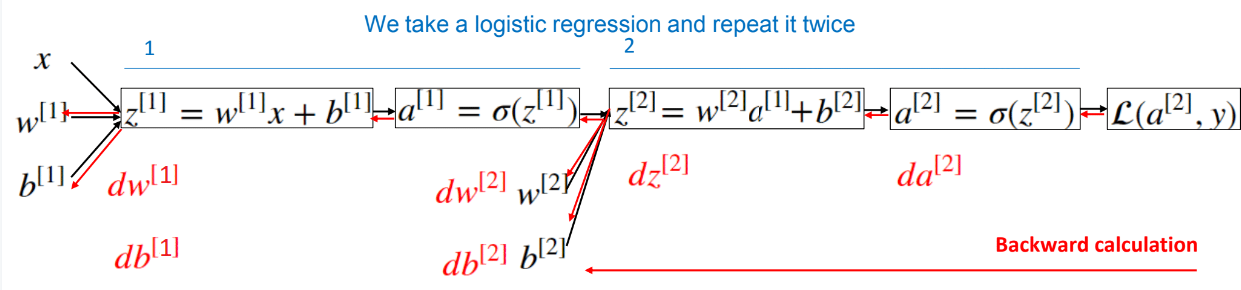 We take a logistic regression and repeat it twice
1
2
x
w[1]
b[1]
z[1] = w[1]x + b[1]
a[1] = σ(z[1])
z[2] = w[2]a[1]+b[2]
a[2] = σ(z[2])
ℒ(a[2], y)
dw[1]
db[1]
dw[2] w[2]
db[2] b[2]
dz[2]
da[2]
Backward calculation